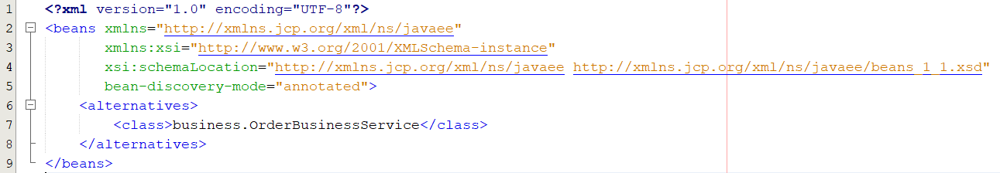 1 <?xml version="1.0" encoding="UTF-8"?>
2 <beans xmlns="http://xmlns.jcp.org/xml/ns/javaee"
3 xmlns:xsi="http://www.w3.org/2001/XMLSchema-instance"
4 xsi:schemaLocation="http://xmlns.jcp.org/xml/ns/javaee http://xmlns.jcp.org/xml/ns/javaee/beans_1_1.xsd"
5 bean-discovery-mode="annotated">
6 <alternatives>
7 <class>business.OrderBusinessService</class>
8 </alternatives>
9 </beans>